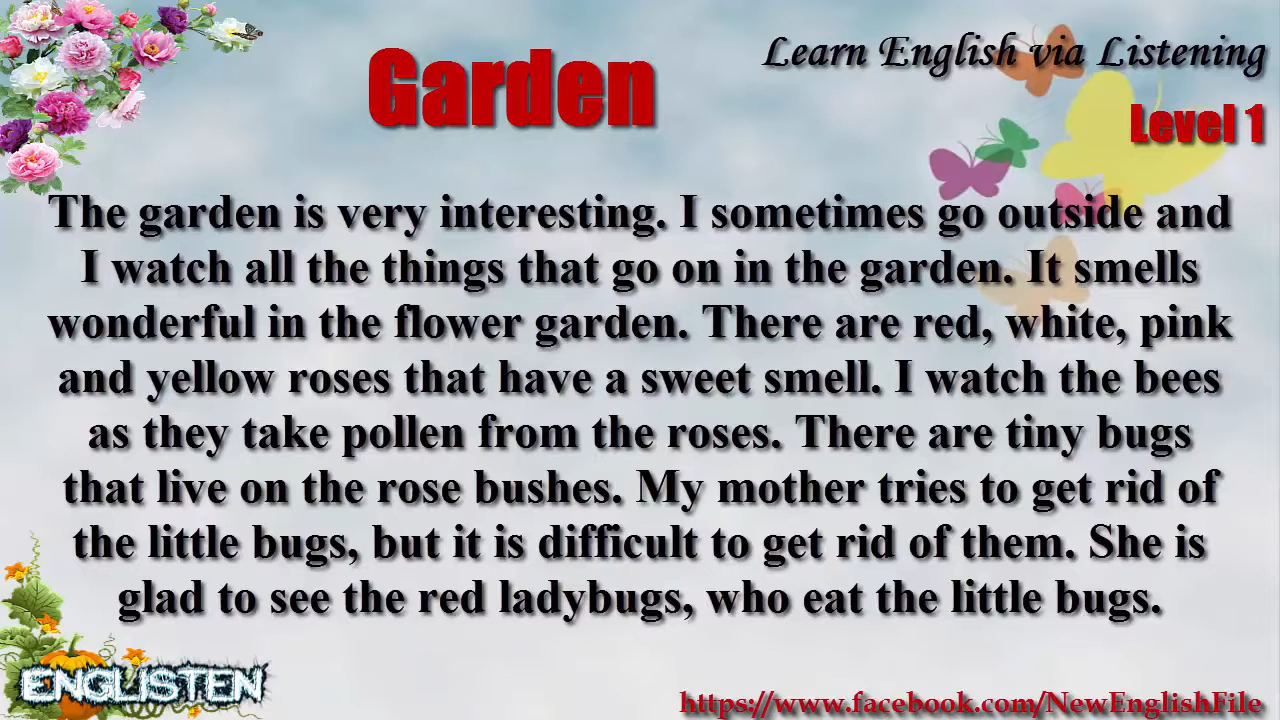 Garden
Learn English via Listening
Level 1
The garden is very interesting. I sometimes go outside and
I watch all the things that go on in the garden. It smells
wonderful in the flower garden. There are red, white, pink
and yellow roses that have a sweet smell. I watch the bees
as they take pollen from the roses. There are tiny bugs
that live on the rose bushes. My mother tries to get rid of
the little bugs, but it is difficult to get rid of them. She is
glad to see the red ladybugs, who eat the little bugs.
ENGLISTEN
https://www.facebook.com/NewEnglishFile